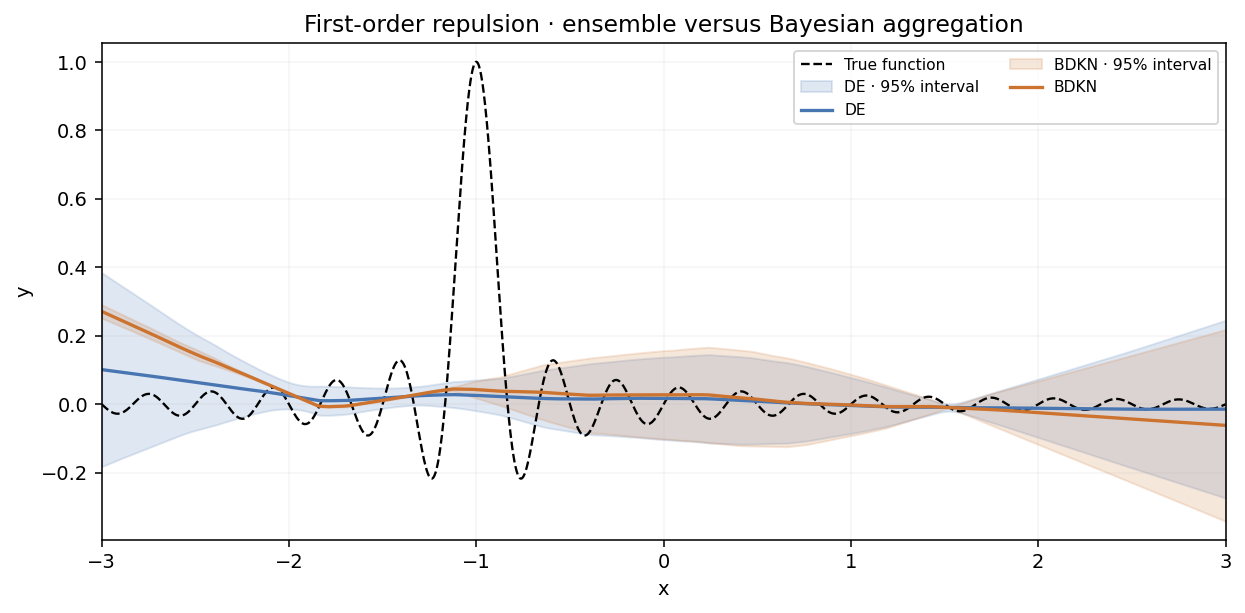 First-order repulsion · ensemble versus Bayesian aggregation
True function
DE · 95% interval
DE
BDKN · 95% interval
BDKN
y
1.0
0.8
0.6
0.4
0.2
0.0
−0.2
−3
−2
−1
0
1
2
3
x